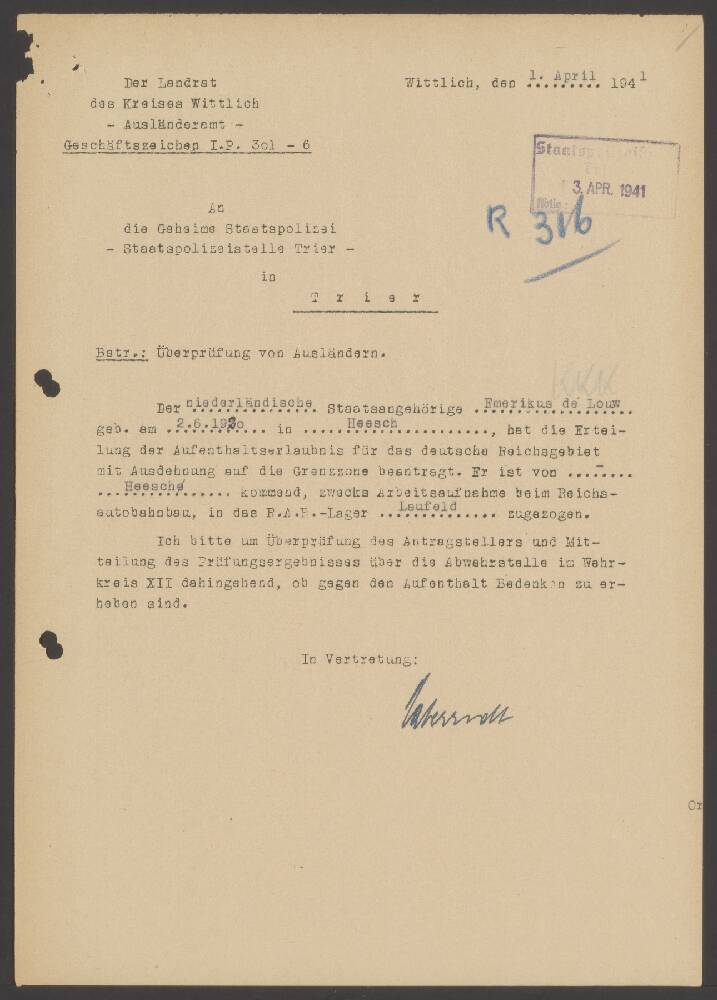 Der Landrat
des Kreises Wittlich
- Ausländeramt -
Geschäftszeichen I.P. 301 - 6
Wittlich, den 1. April 1941
3. APR. 1941
R 316
An
die Geheime Staatspolizei
- Staatspolizeistelle Trier -
in
Trier
Betr.: Überprüfung von Ausländern.
Der niederländische Staatsangehörige Emerikus de Louw
geb. am 2.6.1920 in Heesch, hat die Ertei-
lung der Aufenthaltserlaubnis für das deutsche Reichsgebiet
mit Ausdehnung auf die Grenzzone beantragt. Er ist von -
Heesch kommend, zwecks Arbeitsaufnahme beim Reichs-
autobahnbau, in das R.A.B.-Lager Laufeld zugezogen.
Ich bitte um Überprüfung des Antragstellers und Mit-
teilung des Prüfungsergebnisses über die Abwehrstelle im Wehr-
kreis XII dahingehend, ob gegen den Aufenthalt Bedenken zu er-
heben sind.
In Vertretung:
Or